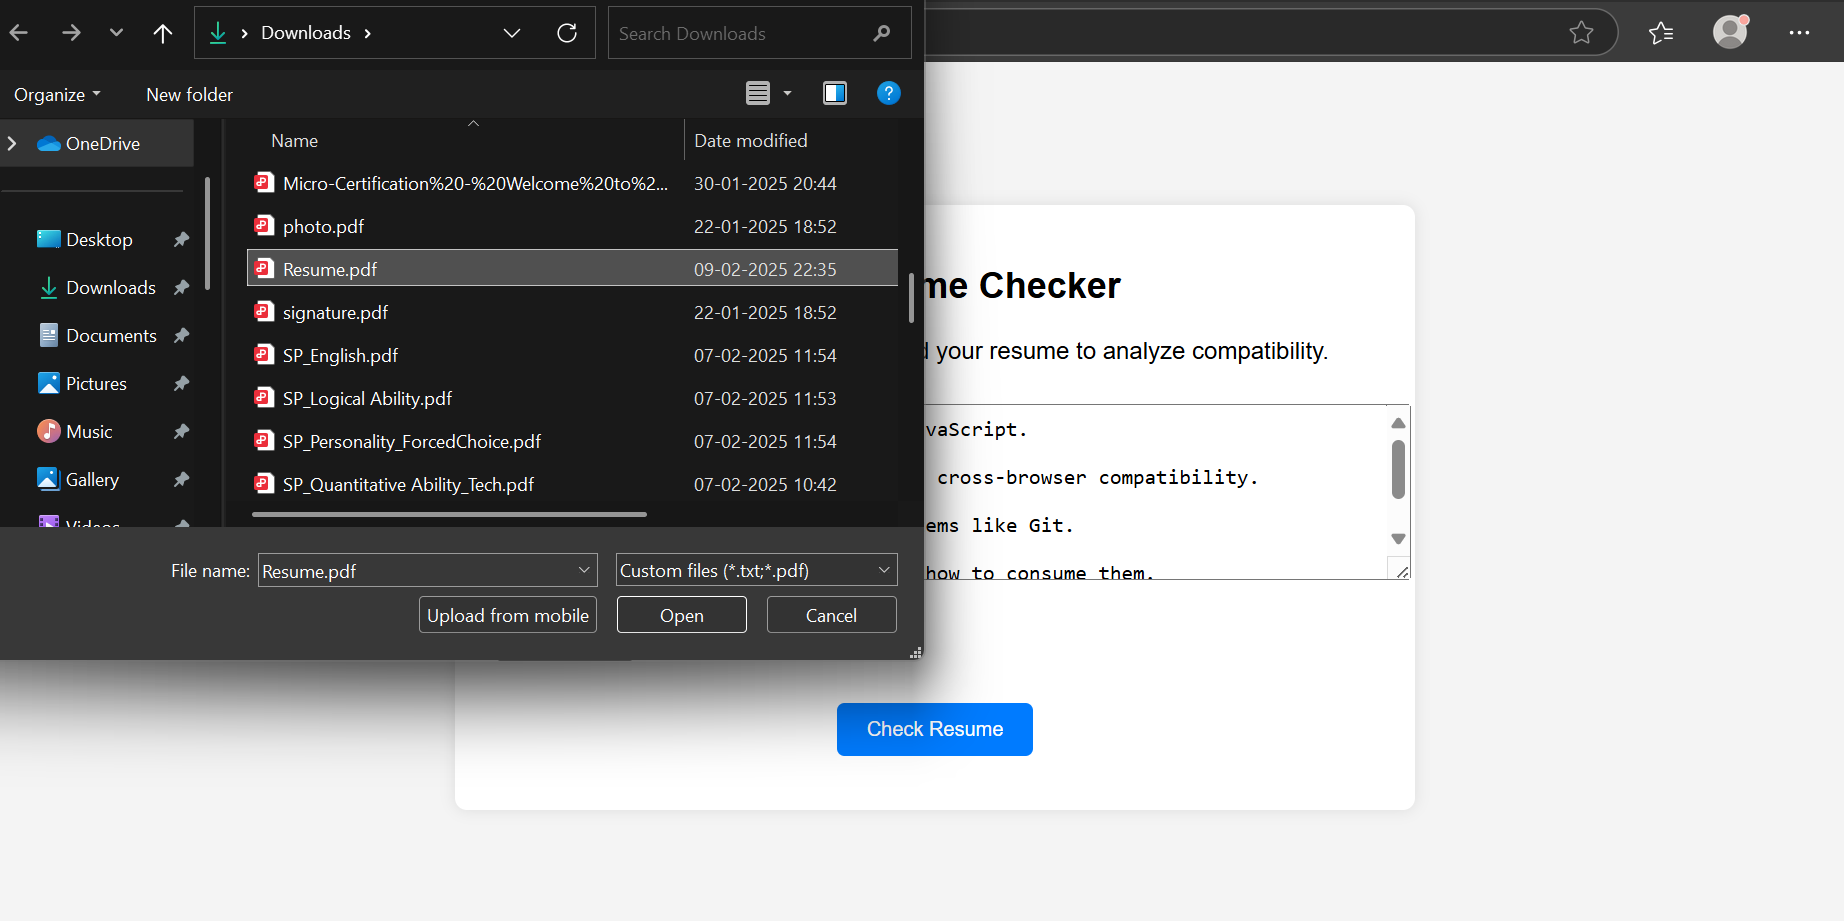 Downloads
Search Downloads
Organize
New folder
?
OneDrive
Desktop
Downloads
Documents
Pictures
Music
Gallery
Videos
Name
Date modified
Micro-Certification%20-%20Welcome%20to%2... 30-01-2025 20:44
photo.pdf 22-01-2025 18:52
Resume.pdf 09-02-2025 22:35
signature.pdf 22-01-2025 18:52
SP_English.pdf 07-02-2025 11:54
SP_Logical Ability.pdf 07-02-2025 11:53
SP_Personality_ForcedChoice.pdf 07-02-2025 11:54
SP_Quantitative Ability_Tech.pdf 07-02-2025 10:42
File name: Resume.pdf
Custom files (*.txt;*.pdf)
Upload from mobile
Open
Cancel
me Checker
your resume to analyze compatibility.
vaScript.
cross-browser compatibility.
ems like Git.
how to consume them.
Check Resume